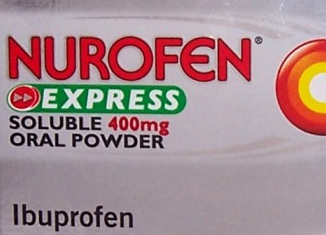 NUROFEN®
EXPRESS
SOLUBLE 400mg
ORAL POWDER
Ibuprofen